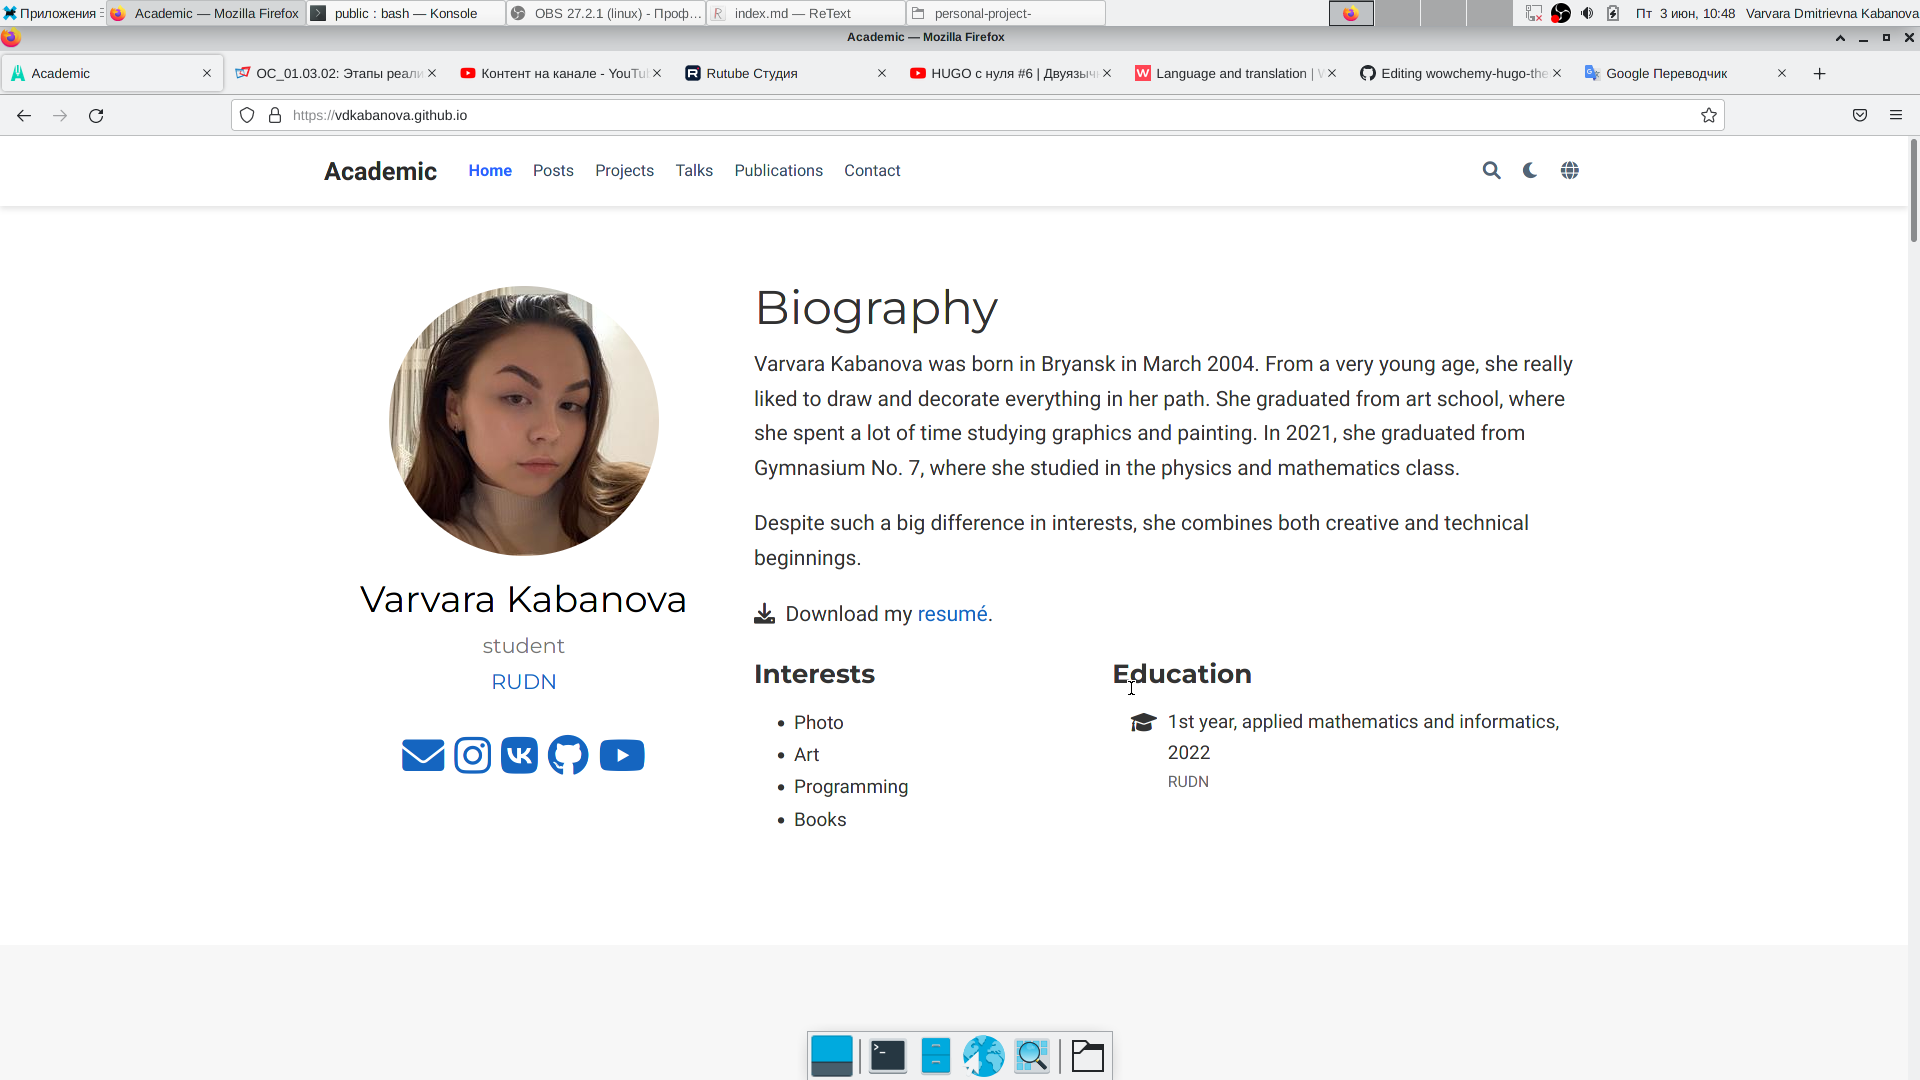 Приложения
Academic — Mozilla Firefox
public : bash — Konsole
OBS 27.2.1 (linux) - Проф...
index.md — ReText
personal-project-
Пт 3 июн, 10:48
Varvara Dmitrievna Kabanova
Academic — Mozilla Firefox
Academic
ОС_01.03.02: Этапы реали
Контент на канале - YouTu
Rutube Студия
HUGO с нуля #6 | Двуязыч
Language and translation | W
Editing wowchemy-hugo-the
Google Переводчик
https://vdkabanova.github.io
Academic
Home
Posts
Projects
Talks
Publications
Contact
Biography
Varvara Kabanova was born in Bryansk in March 2004. From a very young age, she really
liked to draw and decorate everything in her path. She graduated from art school, where
she spent a lot of time studying graphics and painting. In 2021, she graduated from
Gymnasium No. 7, where she studied in the physics and mathematics class.
Despite such a big difference in interests, she combines both creative and technical
beginnings.
Download my resumé.
Varvara Kabanova
student
RUDN
Interests
Photo
Art
Programming
Books
Education
1st year, applied mathematics and informatics,
2022
RUDN